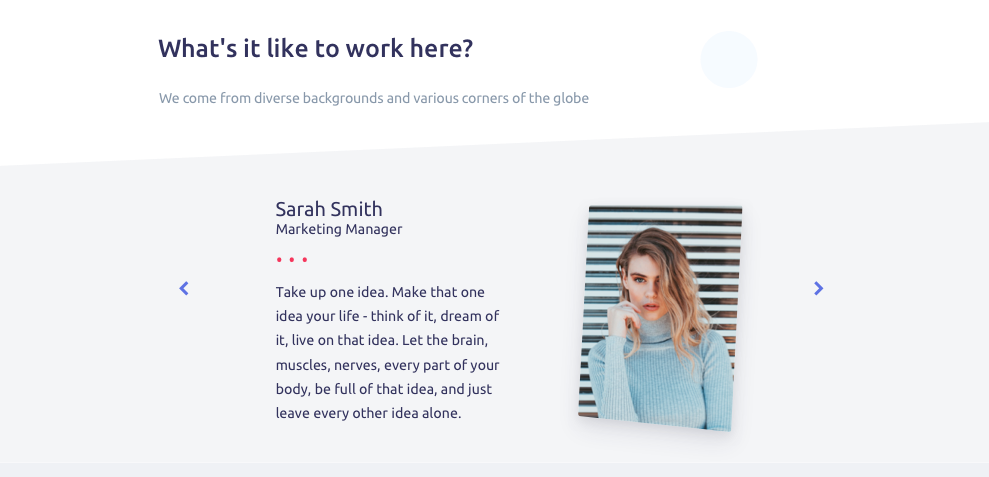 What's it like to work here?
We come from diverse backgrounds and various corners of the globe
Sarah Smith
Marketing Manager
Take up one idea. Make that one
idea your life - think of it, dream of
it, live on that idea. Let the brain,
muscles, nerves, every part of your
body, be full of that idea, and just
leave every other idea alone.